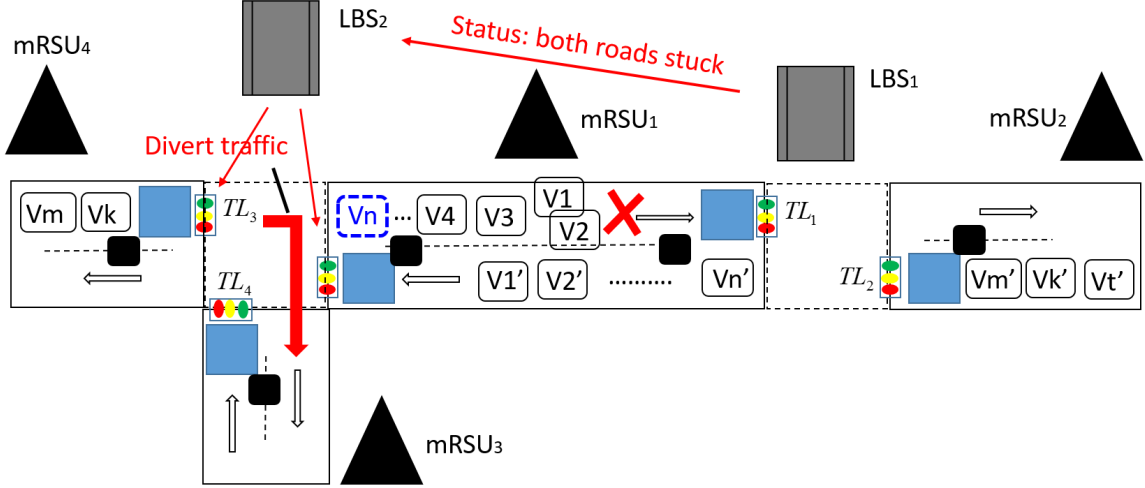 LBS2
Status: both roads stuck
mRSU4
LBS1
mRSU1
mRSU2
Divert traffic
Vm
Vk
TL3
Vn
...
V4
V3
V1
V2
TL1
TL4
V1’
V2’
..........
Vn’
TL2
Vm’
Vk’
Vt’
mRSU3